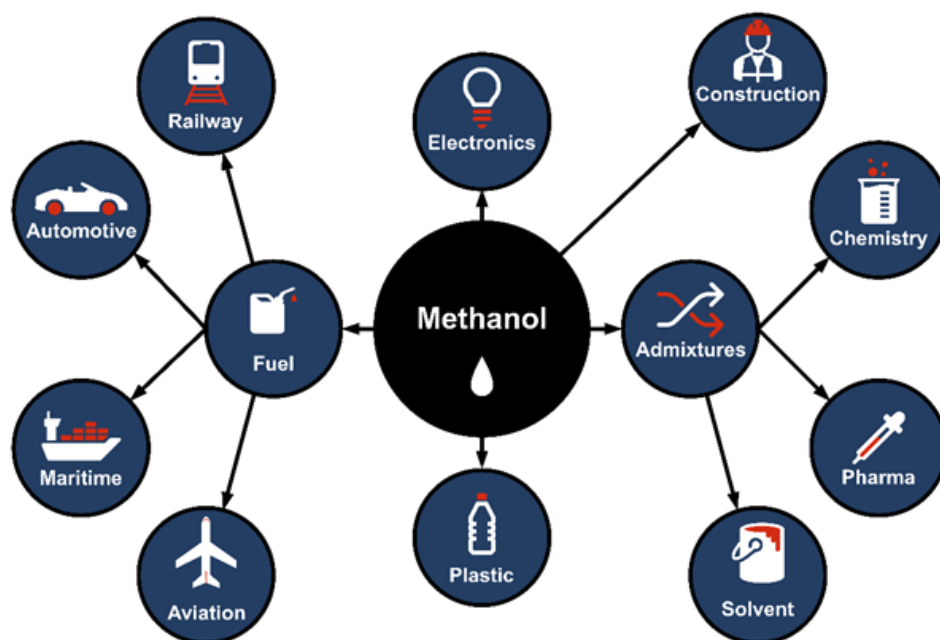 Railway
Electronics
Construction
Automotive
Chemistry
Methanol
Fuel
Admixtures
Maritime
Pharma
Plastic
Aviation
Solvent